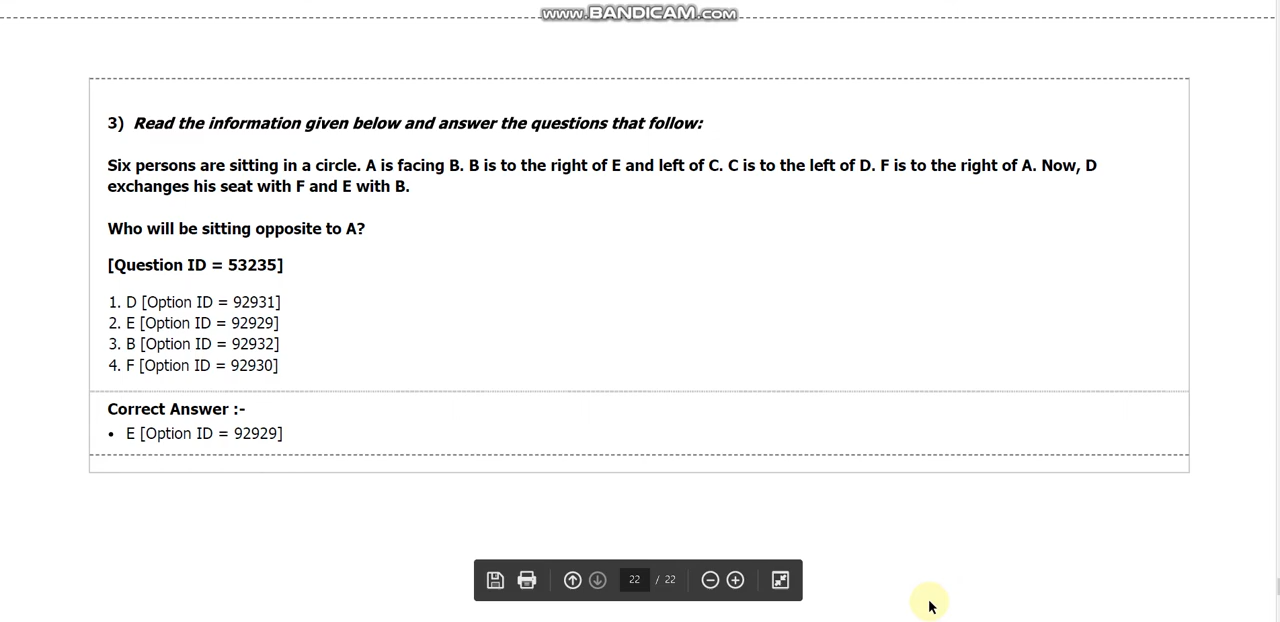 www.BANDICAM.com
3) Read the information given below and answer the questions that follow:
Six persons are sitting in a circle. A is facing B. B is to the right of E and left of C. C is to the left of D. F is to the right of A. Now, D
exchanges his seat with F and E with B.
Who will be sitting opposite to A?
[Question ID = 53235]
1. D [Option ID = 92931]
2. E [Option ID = 92929]
3. B [Option ID = 92932]
4. F [Option ID = 92930]
Correct Answer :-
• E [Option ID = 92929]
22 / 22